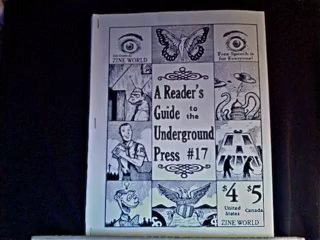 ZINE WORLD
Free Speech is
for Everyone!
A Reader's
Guide to
the
Underground
Press #17
$4 $5
United
States
Canada
ZINE WORLD